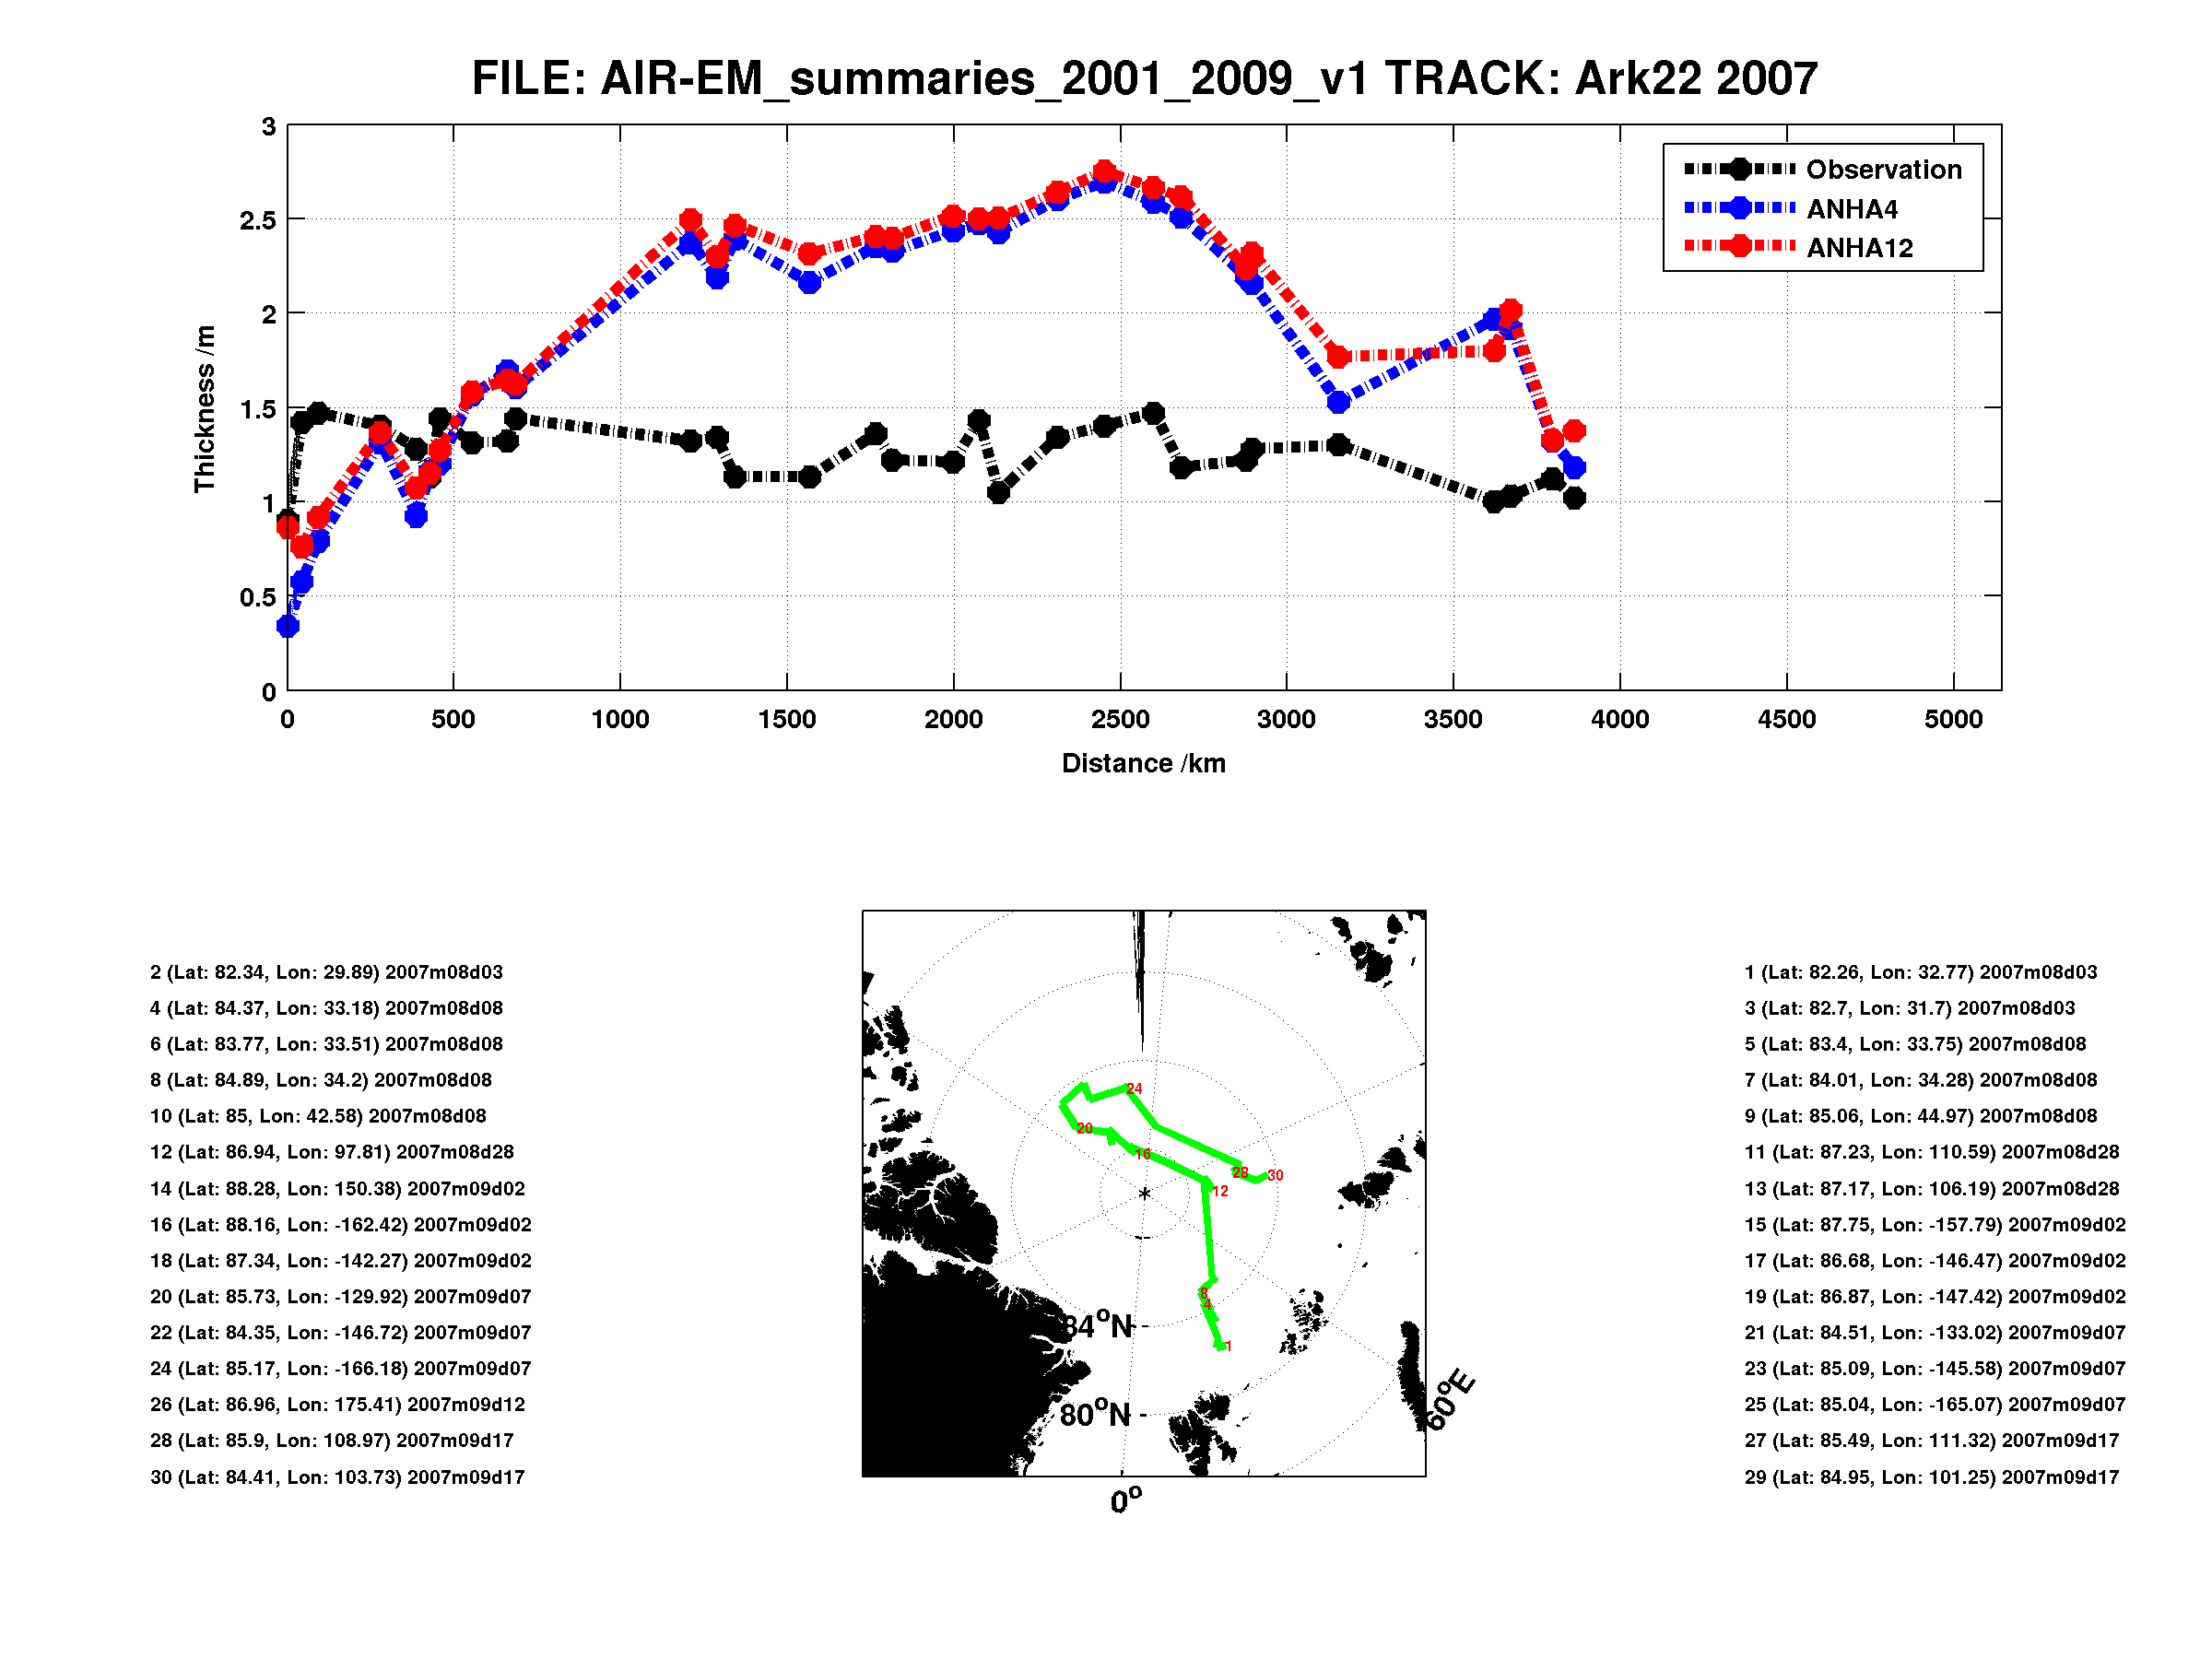 FILE: AIR-EM_summaries_2001_2009_v1 TRACK: Ark22 2007
3
2.5
2
1.5
1
0.5
0
Thickness /m
0 500 1000 1500 2000 2500 3000 3500 4000 4500 5000
Distance /km
Observation
ANHA4
ANHA12
2 (Lat: 82.34, Lon: 29.89) 2007m08d03
4 (Lat: 84.37, Lon: 33.18) 2007m08d08
6 (Lat: 83.77, Lon: 33.51) 2007m08d08
8 (Lat: 84.89, Lon: 34.2) 2007m08d08
10 (Lat: 85, Lon: 42.58) 2007m08d08
12 (Lat: 86.94, Lon: 97.81) 2007m08d28
14 (Lat: 88.28, Lon: 150.38) 2007m09d02
16 (Lat: 88.16, Lon: -162.42) 2007m09d02
18 (Lat: 87.34, Lon: -142.27) 2007m09d02
20 (Lat: 85.73, Lon: -129.92) 2007m09d07
22 (Lat: 84.35, Lon: -146.72) 2007m09d07
24 (Lat: 85.17, Lon: -166.18) 2007m09d07
26 (Lat: 86.96, Lon: 175.41) 2007m09d12
28 (Lat: 85.9, Lon: 108.97) 2007m09d17
30 (Lat: 84.41, Lon: 103.73) 2007m09d17
24
20
16
28
30
12
8
4
1
84°N
80°N
60°E
0°
1 (Lat: 82.26, Lon: 32.77) 2007m08d03
3 (Lat: 82.7, Lon: 31.7) 2007m08d03
5 (Lat: 83.4, Lon: 33.75) 2007m08d08
7 (Lat: 84.01, Lon: 34.28) 2007m08d08
9 (Lat: 85.06, Lon: 44.97) 2007m08d08
11 (Lat: 87.23, Lon: 110.59) 2007m08d28
13 (Lat: 87.17, Lon: 106.19) 2007m08d28
15 (Lat: 87.75, Lon: -157.79) 2007m09d02
17 (Lat: 86.68, Lon: -146.47) 2007m09d02
19 (Lat: 86.87, Lon: -147.42) 2007m09d02
21 (Lat: 84.51, Lon: -133.02) 2007m09d07
23 (Lat: 85.09, Lon: -145.58) 2007m09d07
25 (Lat: 85.04, Lon: -165.07) 2007m09d07
27 (Lat: 85.49, Lon: 111.32) 2007m09d17
29 (Lat: 84.95, Lon: 101.25) 2007m09d17